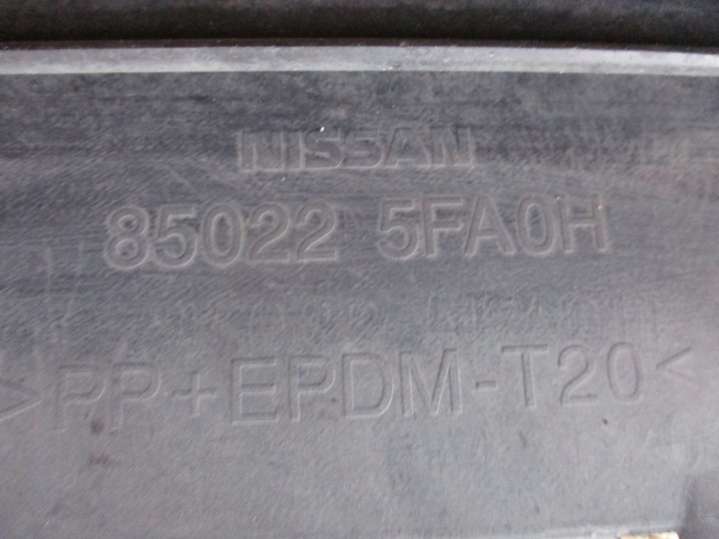 NISSAN
85022 5FA0H
>PP+EPDM-T20<